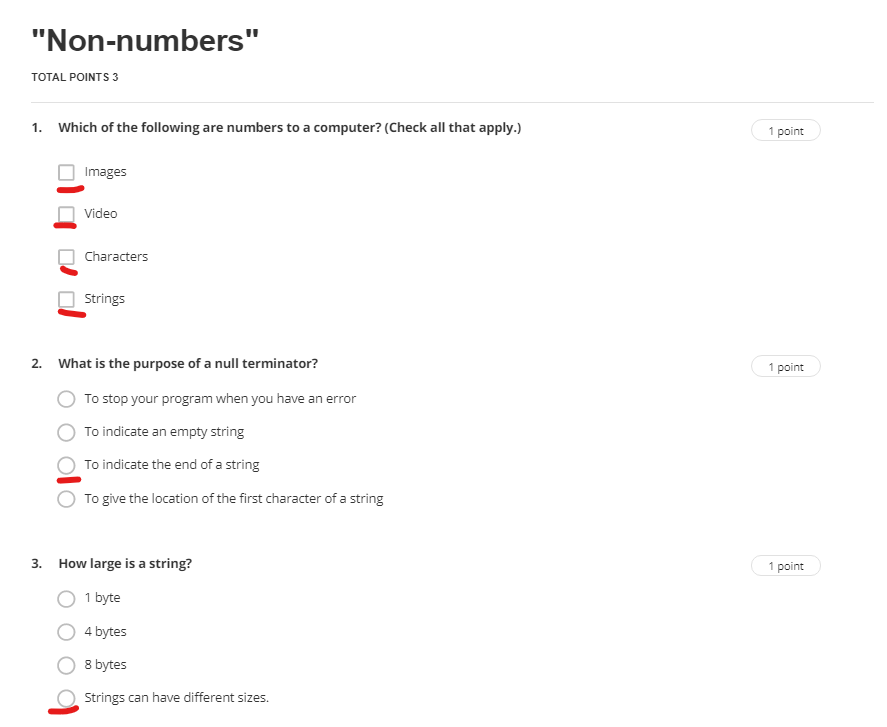 "Non-numbers"
TOTAL POINTS 3
1. Which of the following are numbers to a computer? (Check all that apply.) 1 point
Images
Video
Characters
Strings
2. What is the purpose of a null terminator? 1 point
To stop your program when you have an error
To indicate an empty string
To indicate the end of a string
To give the location of the first character of a string
3. How large is a string? 1 point
1 byte
4 bytes
8 bytes
Strings can have different sizes.